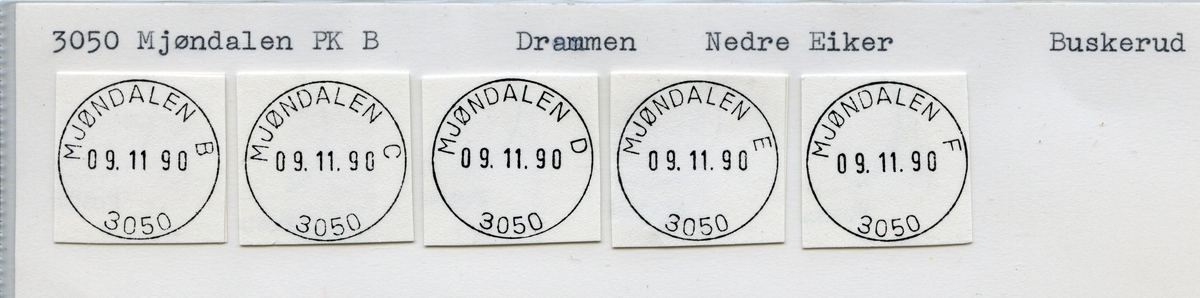 3050 Mjøndalen PK B Drammen Nedre Eiker Buskerud
MJØNDALEN B
09.11 90
3050
MJØNDALEN C
09.11.90
3050
MJØNDALEN D
09.11.90
3050
MJØNDALEN E
09.11.90
3050
MJØNDALEN F
09.11.90
3050